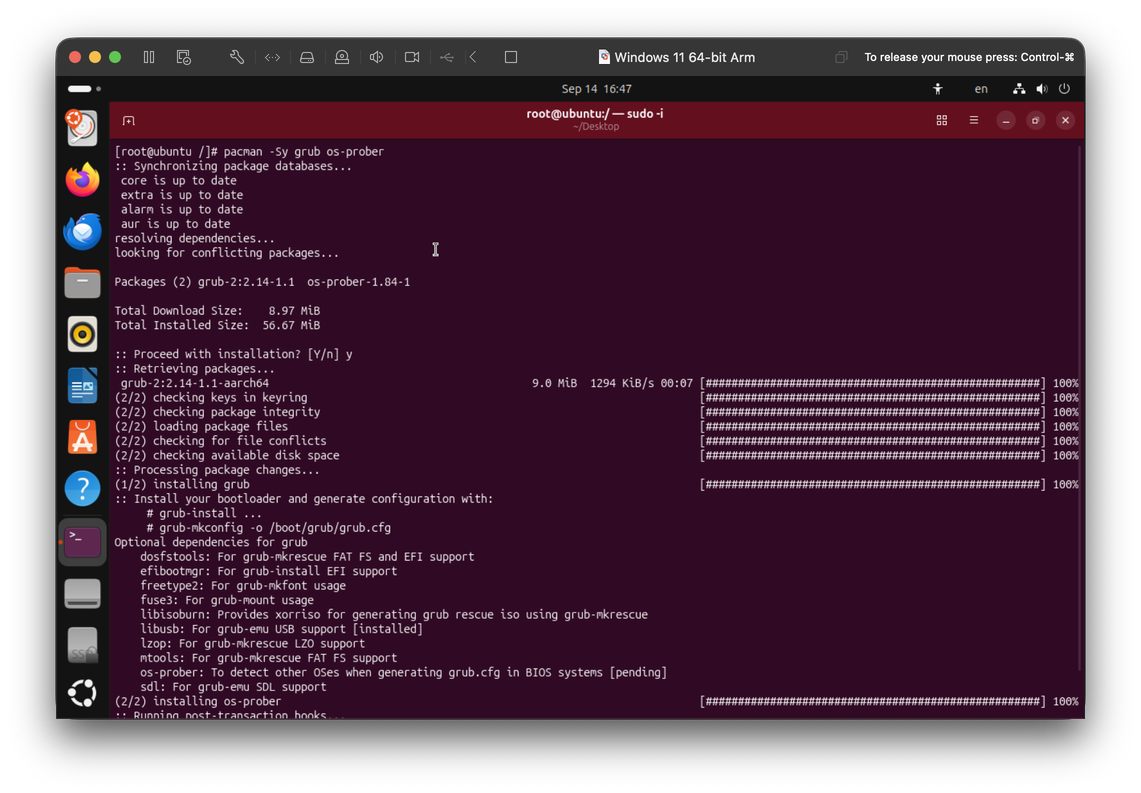 Windows 11 64-bit Arm
To release your mouse press: Control-⌘
Sep 14 16:47
en
root@ubuntu:/ — sudo -i
~/Desktop
[root@ubuntu /]# pacman -Sy grub os-prober
:: Synchronizing package databases...
core is up to date
extra is up to date
alarm is up to date
aur is up to date
resolving dependencies...
looking for conflicting packages...
Packages (2) grub-2:2.14-1.1  os-prober-1.84-1
Total Download Size:    8.97 MiB
Total Installed Size:  56.67 MiB
:: Proceed with installation? [Y/n] y
:: Retrieving packages...
grub-2:2.14-1.1-aarch64 9.0 MiB  1294 KiB/s 00:07 [####################################################] 100%
(2/2) checking keys in keyring [####################################################] 100%
(2/2) checking package integrity [####################################################] 100%
(2/2) loading package files [####################################################] 100%
(2/2) checking for file conflicts [####################################################] 100%
(2/2) checking available disk space [####################################################] 100%
:: Processing package changes...
(1/2) installing grub [####################################################] 100%
:: Install your bootloader and generate configuration with:
# grub-install ...
# grub-mkconfig -o /boot/grub/grub.cfg
Optional dependencies for grub
dosfstools: For grub-mkrescue FAT FS and EFI support
efibootmgr: For grub-install EFI support
freetype2: For grub-mkfont usage
fuse3: For grub-mount usage
libisoburn: Provides xorriso for generating grub rescue iso using grub-mkrescue
libusb: For grub-emu USB support [installed]
lzop: For grub-mkrescue LZO support
mtools: For grub-mkrescue FAT FS support
os-prober: To detect other OSes when generating grub.cfg in BIOS systems [pending]
sdl: For grub-emu SDL support
(2/2) installing os-prober [####################################################] 100%
:: Running post-transaction hooks...